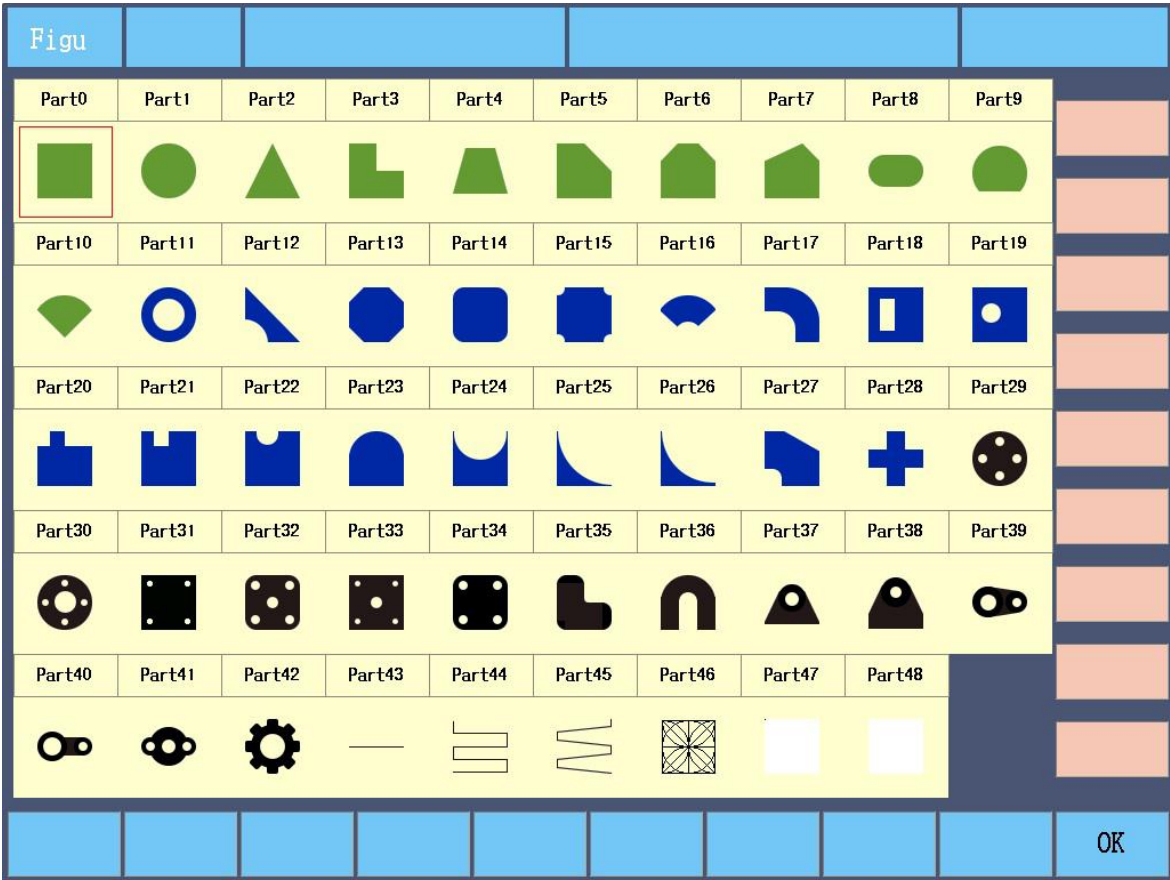 Figu
Part0 Part1 Part2 Part3 Part4 Part5 Part6 Part7 Part8 Part9
Part10 Part11 Part12 Part13 Part14 Part15 Part16 Part17 Part18 Part19
Part20 Part21 Part22 Part23 Part24 Part25 Part26 Part27 Part28 Part29
Part30 Part31 Part32 Part33 Part34 Part35 Part36 Part37 Part38 Part39
Part40 Part41 Part42 Part43 Part44 Part45 Part46 Part47 Part48
OK